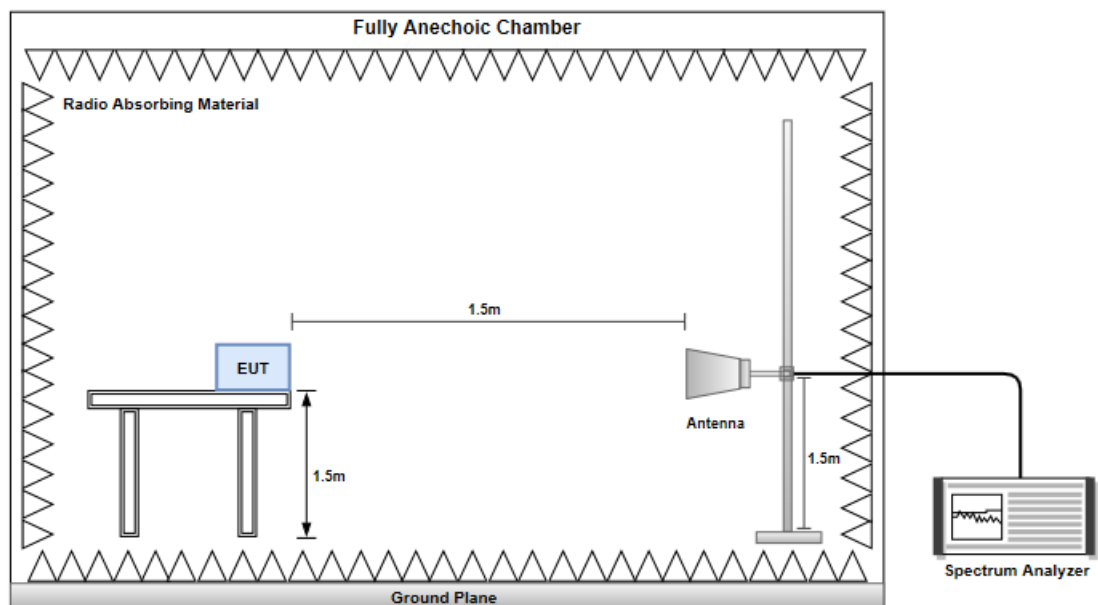 Fully Anechoic Chamber
Radio Absorbing Material
1.5m
EUT
Antenna
1.5m
1.5m
Spectrum Analyzer
Ground Plane